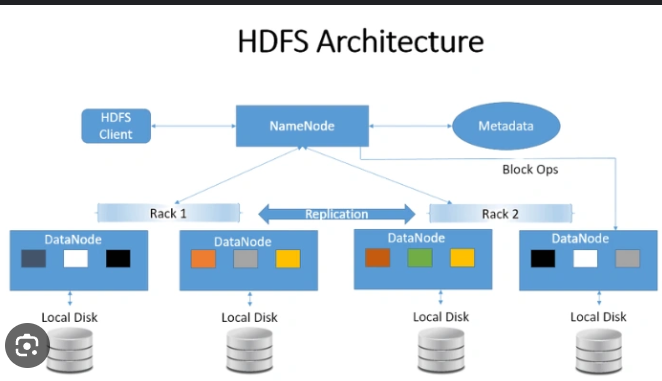 HDFS Architecture
HDFS
Client
NameNode
Metadata
Block Ops
Rack 1
Replication
Rack 2
DataNode
DataNode
DataNode
DataNode
Local Disk
Local Disk
Local Disk
Local Disk